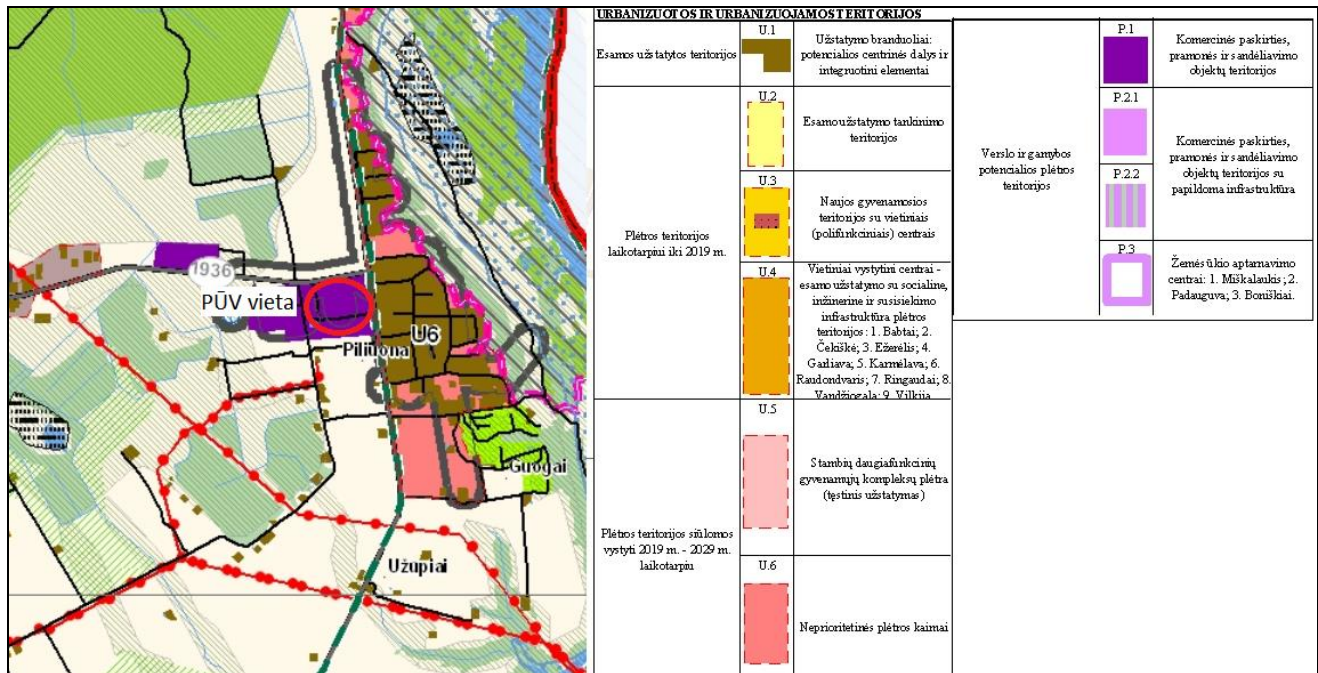 1936
PŪV vieta
U6
Piliuona
Guogai
Užupiai
URBANIZUOTOS IR URBANIZUOJAMOS TERITORIJOS
Esamos užstatytos teritorijos
U.1
Užstatymo branduoliai:
potencialios centrinės dalys ir
integruotini elementai
Plėtros teritorijos
laikotarpiui iki 2019 m.
U.2
Esamo užstatymo tankinimo
teritorijos
U.3
Naujos gyvenamosios
teritorijos su vietiniais
(polifunkciniais) centrais
U.4
Vietiniai vystytini centrai -
esamo užstatymo su socialine,
inžinerine ir susisiekimo
infrastruktūra plėtros
teritorijos: 1. Babtai; 2.
Čekiškė; 3. Ežerėlis; 4.
Garliava; 5. Karmėlava; 6.
Raudondvaris; 7. Ringaudai; 8.
Vandžiogala; 9. Vilkija
Plėtros teritorijos siūlomos
vystyti 2019 m. - 2029 m.
laikotarpiu
U.5
Stambių daugiafunkcinių
gyvenamųjų kompleksų plėtra
(tęstinis užstatymas)
U.6
Neprioritetinės plėtros kaimai
Verslo ir gamybos
potencialios plėtros
teritorijos
P.1
Komercinės paskirties,
pramonės ir sandėliavimo
objektų teritorijos
P.2.1
P.2.2
Komercinės paskirties,
pramonės ir sandėliavimo
objektų teritorijos su
papildoma infrastruktūra
P.3
Žemės ūkio aptarnavimo
centrai: 1. Miškalaukis; 2.
Padauguva; 3. Boniškiai.